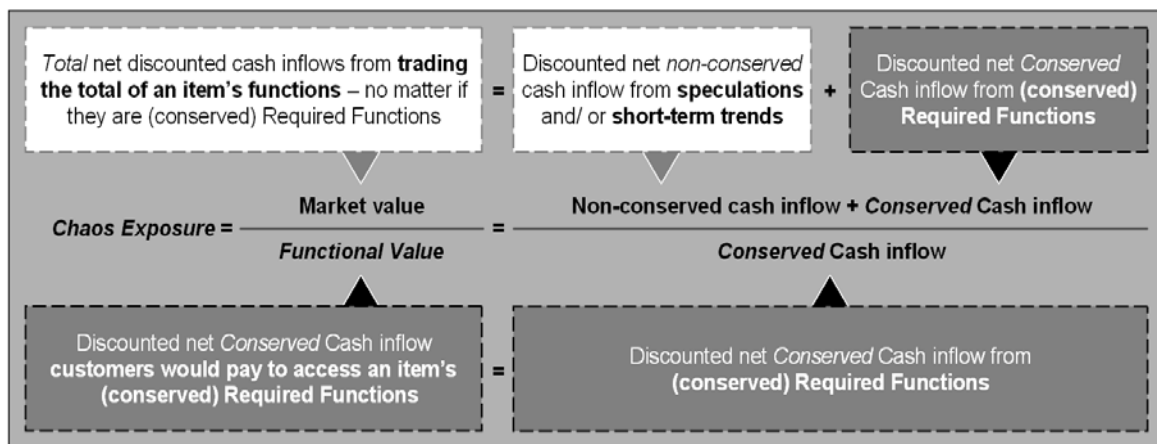 Total net discounted cash inflows from trading
the total of an item's functions – no matter if
they are (conserved) Required Functions
=
Discounted net non-conserved
cash inflow from speculations
and/ or short-term trends
+
Discounted net Conserved
Cash inflow from (conserved)
Required Functions
Chaos Exposure =
Market value
Functional Value
=
Non-conserved cash inflow + Conserved Cash inflow
Conserved Cash inflow
Discounted net Conserved Cash inflow
customers would pay to access an item's
(conserved) Required Functions
=
Discounted net Conserved Cash inflow from
(conserved) Required Functions